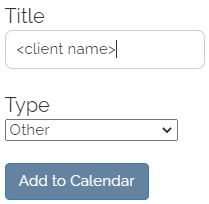 Title
<client name>
Type
Other
Add to Calendar